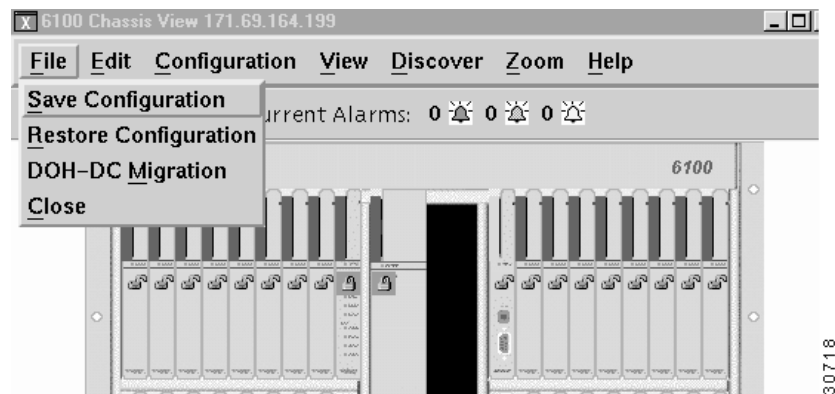 X 6100 Chassis View 171.69.164.199
File Edit Configuration View Discover Zoom Help
Save Configuration
Restore Configuration
DOH-DC Migration
Close
Alarms: 0 0 0
6100
30718